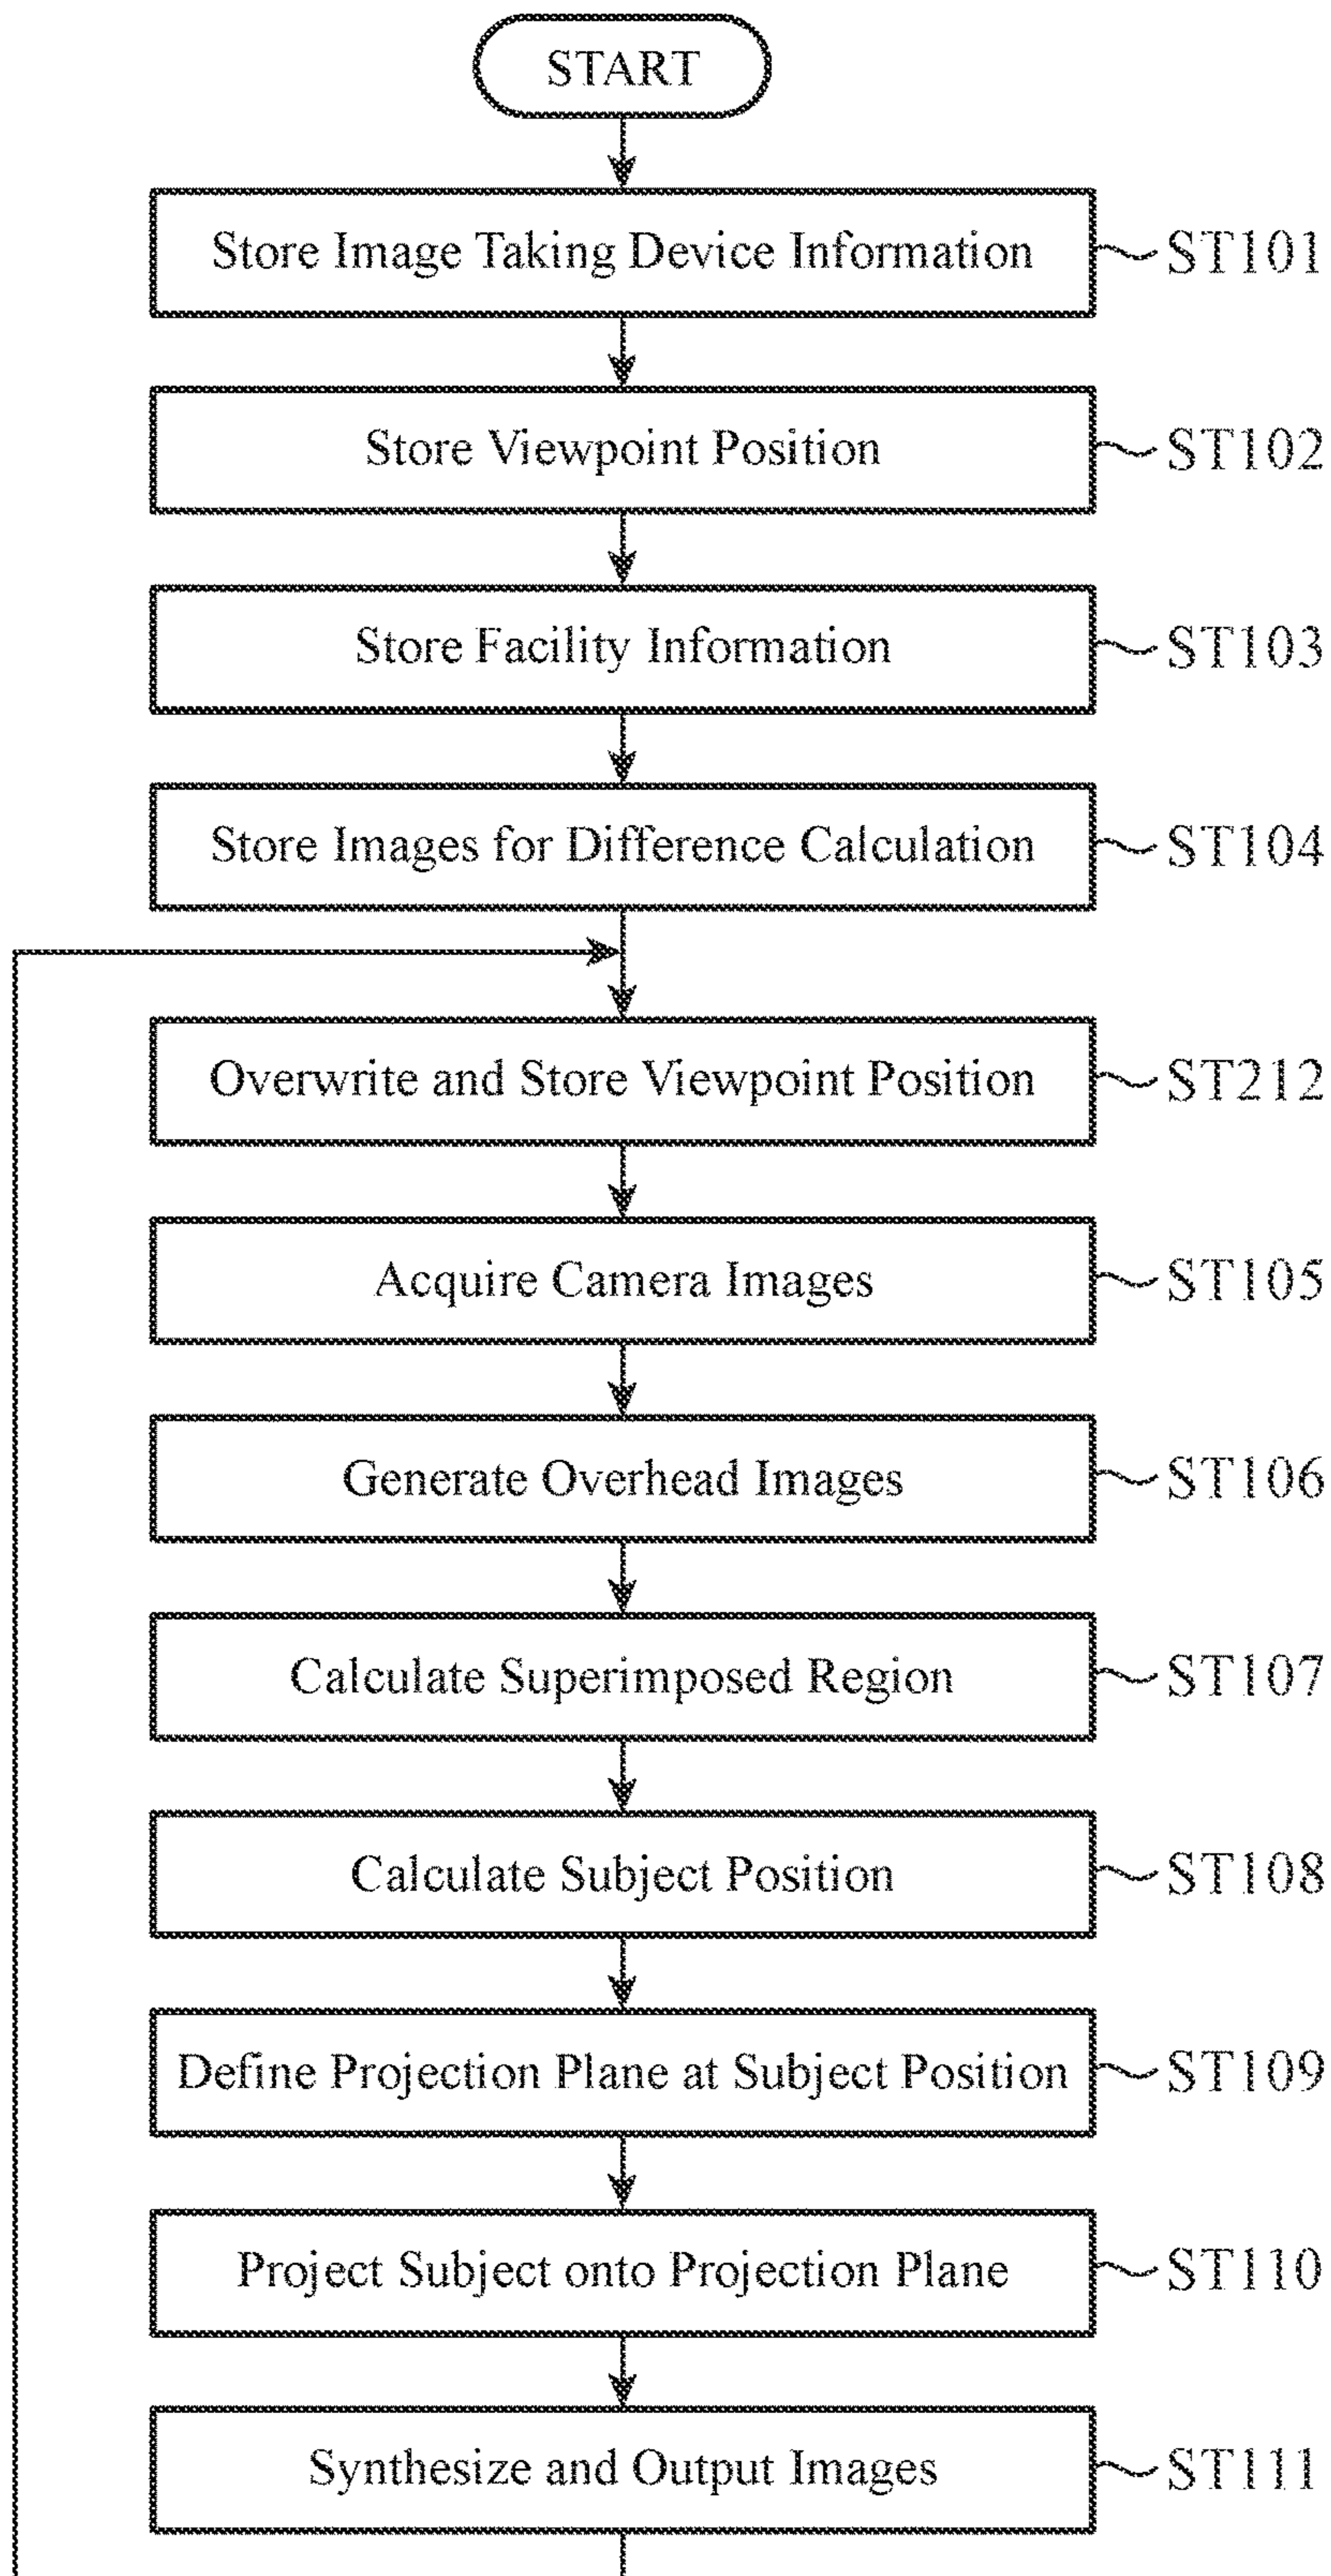 START
Store Image Taking Device Information ST101
Store Viewpoint Position ST102
Store Facility Information ST103
Store Images for Difference Calculation ST104
Overwrite and Store Viewpoint Position ST212
Acquire Camera Images ST105
Generate Overhead Images ST106
Calculate Superimposed Region ST107
Calculate Subject Position ST108
Define Projection Plane at Subject Position ST109
Project Subject onto Projection Plane ST110
Synthesize and Output Images ST111